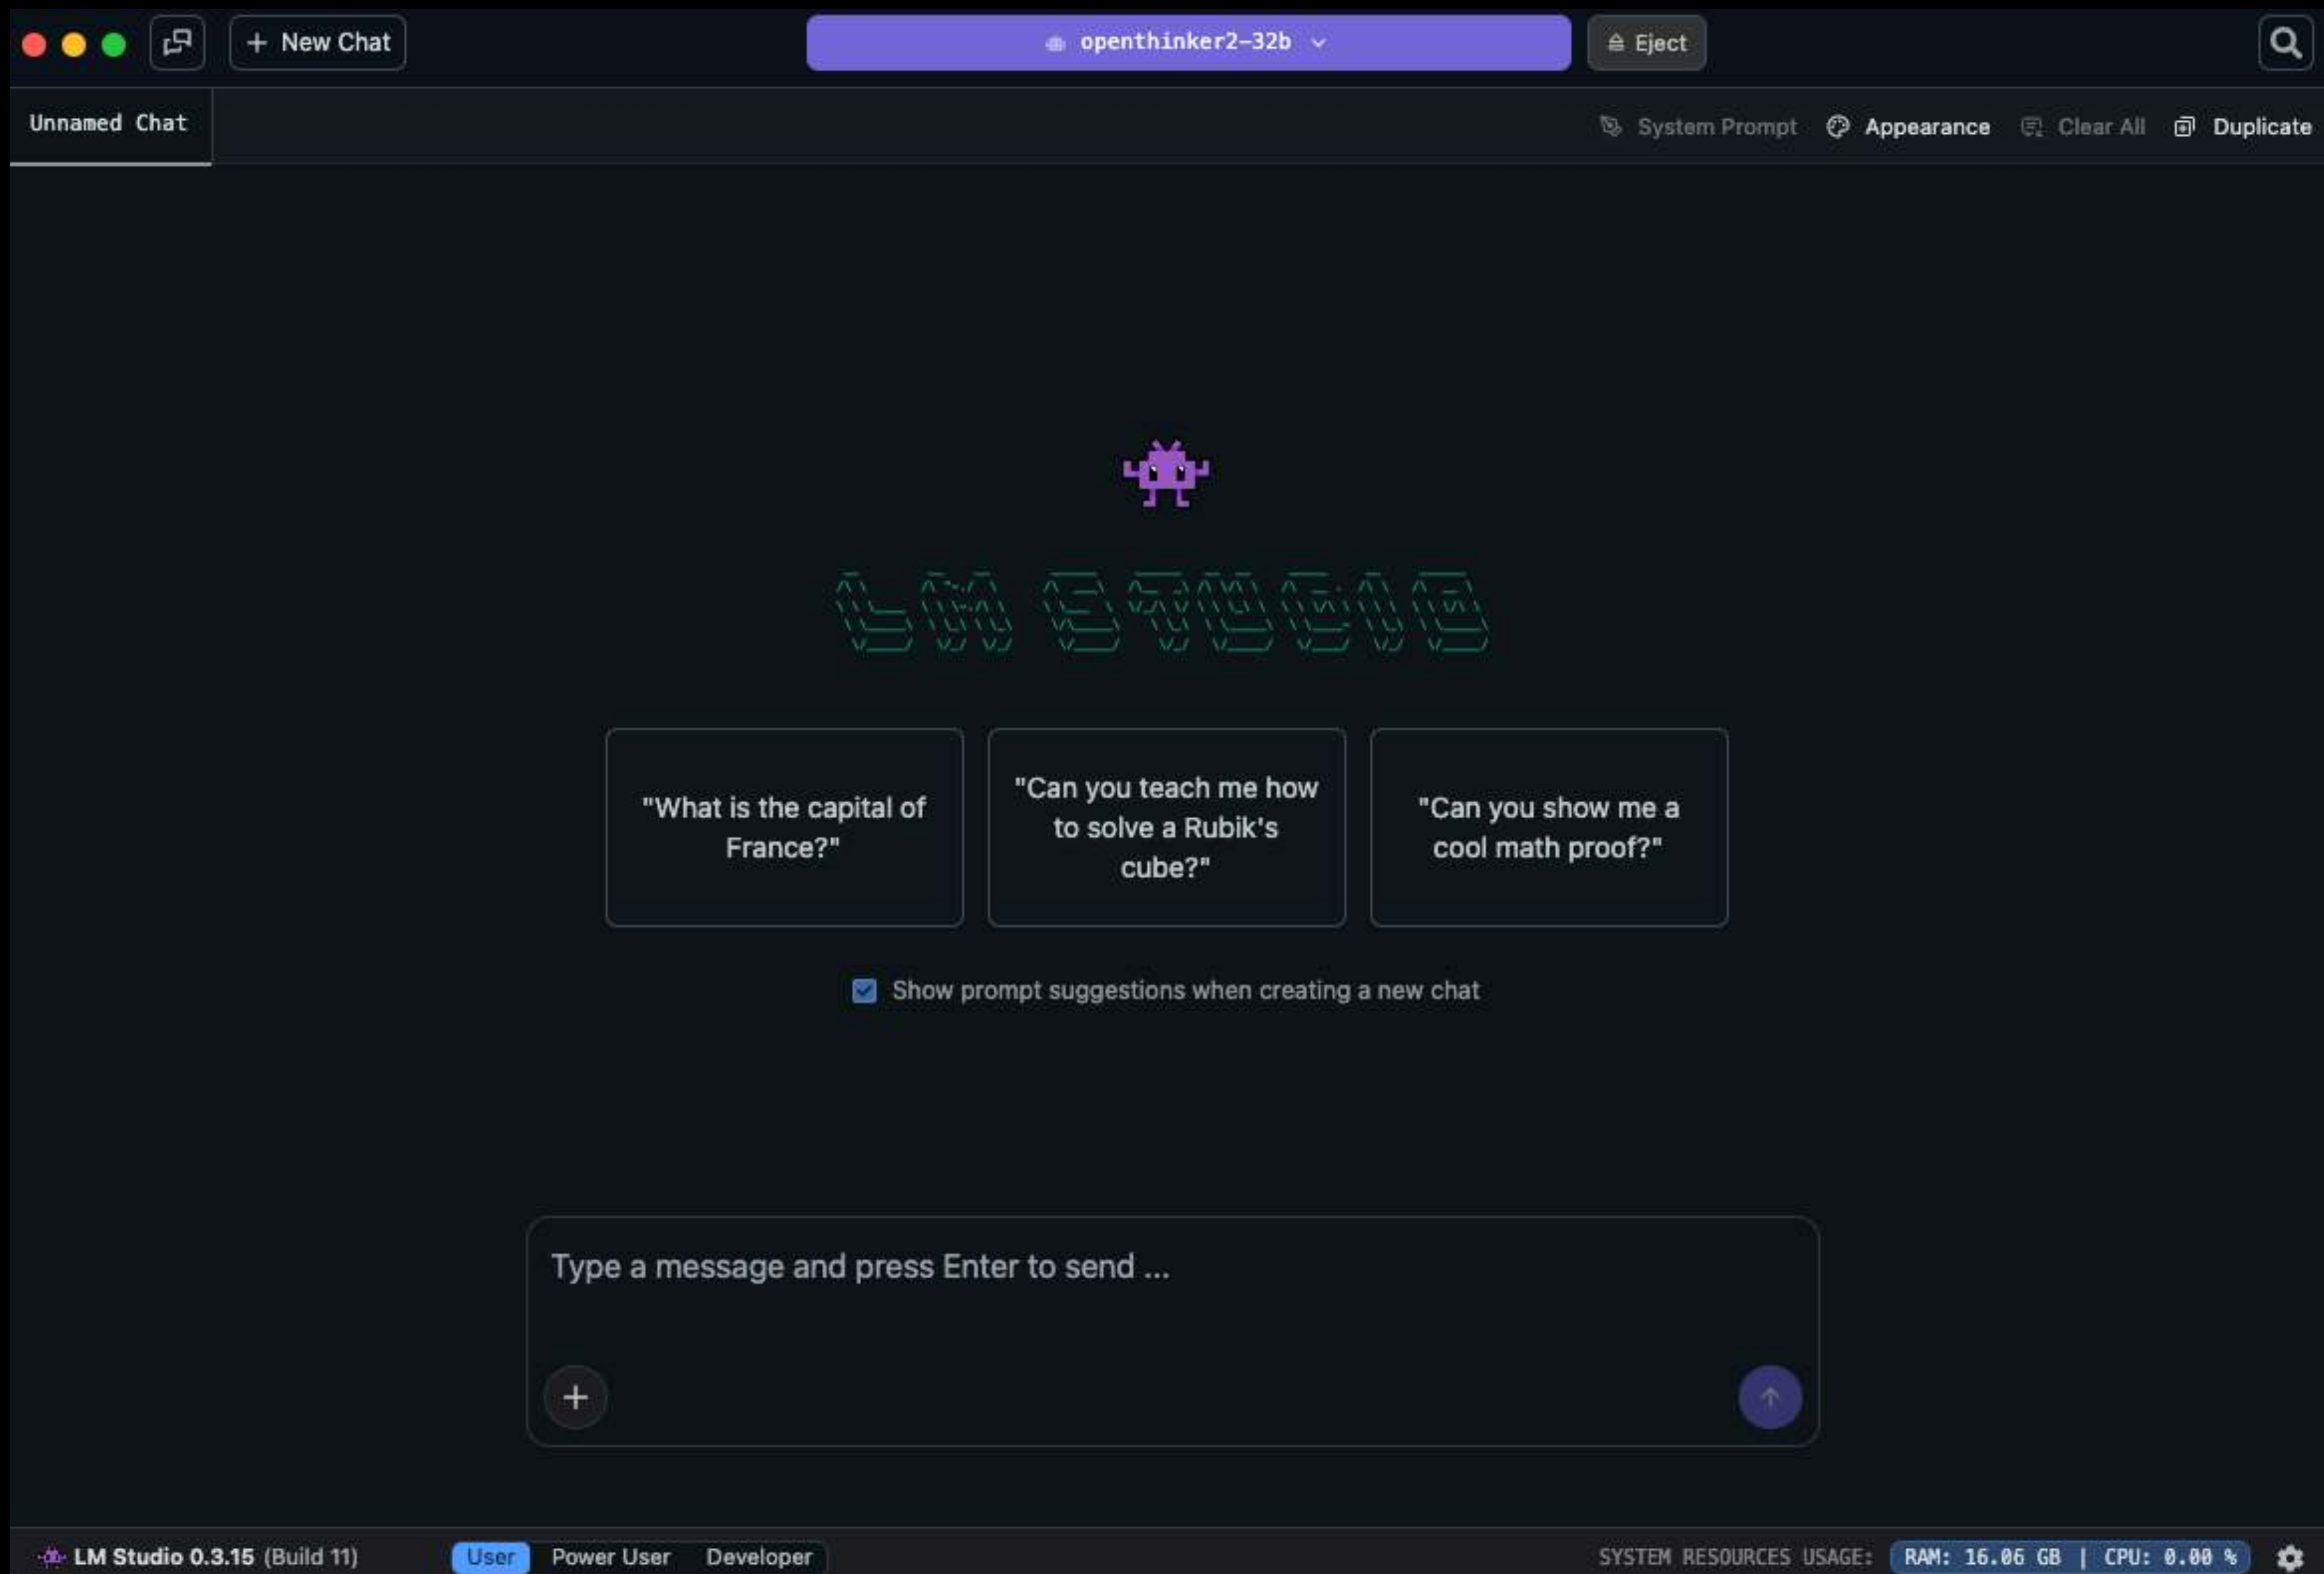 + New Chat
openthinker2-32b
Eject
Unnamed Chat
System Prompt
Appearance
Clear All
Duplicate
LM STUDIO
"What is the capital of
France?"
"Can you teach me how
to solve a Rubik's
cube?"
"Can you show me a
cool math proof?"
Show prompt suggestions when creating a new chat
Type a message and press Enter to send ...
LM Studio 0.3.15 (Build 11)
User
Power User
Developer
SYSTEM RESOURCES USAGE:
RAM: 16.06 GB | CPU: 0.00 %